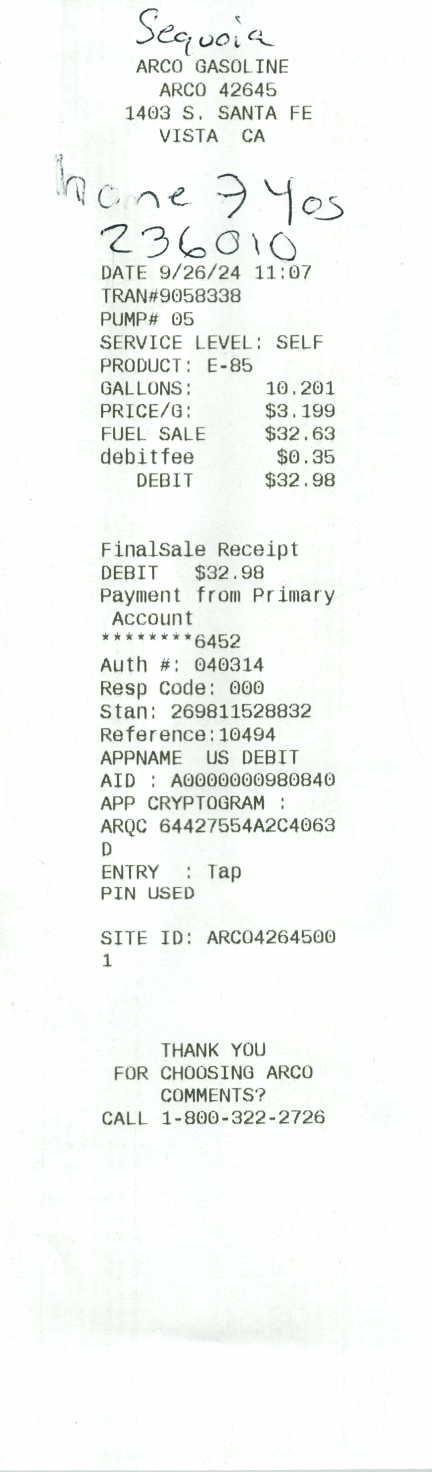 Sequoia
ARCO GASOLINE
ARCO 42645
1403 S. SANTA FE
VISTA CA
home → Yos
236010
DATE 9/26/24 11:07
TRAN#9058338
PUMP# 05
SERVICE LEVEL: SELF
PRODUCT: E-85
GALLONS: 10.201
PRICE/G: $3.199
FUEL SALE $32.63
debitfee $0.35
DEBIT $32.98
FinalSale Receipt
DEBIT $32.98
Payment from Primary
Account
********6452
Auth #: 040314
Resp Code: 000
Stan: 269811528832
Reference:10494
APPNAME US DEBIT
AID : A0000000980840
APP CRYPTOGRAM :
ARQC 64427554A2C4063
D
ENTRY : Tap
PIN USED
SITE ID: ARCO4264500
1
THANK YOU
FOR CHOOSING ARCO
COMMENTS?
CALL 1-800-322-2726